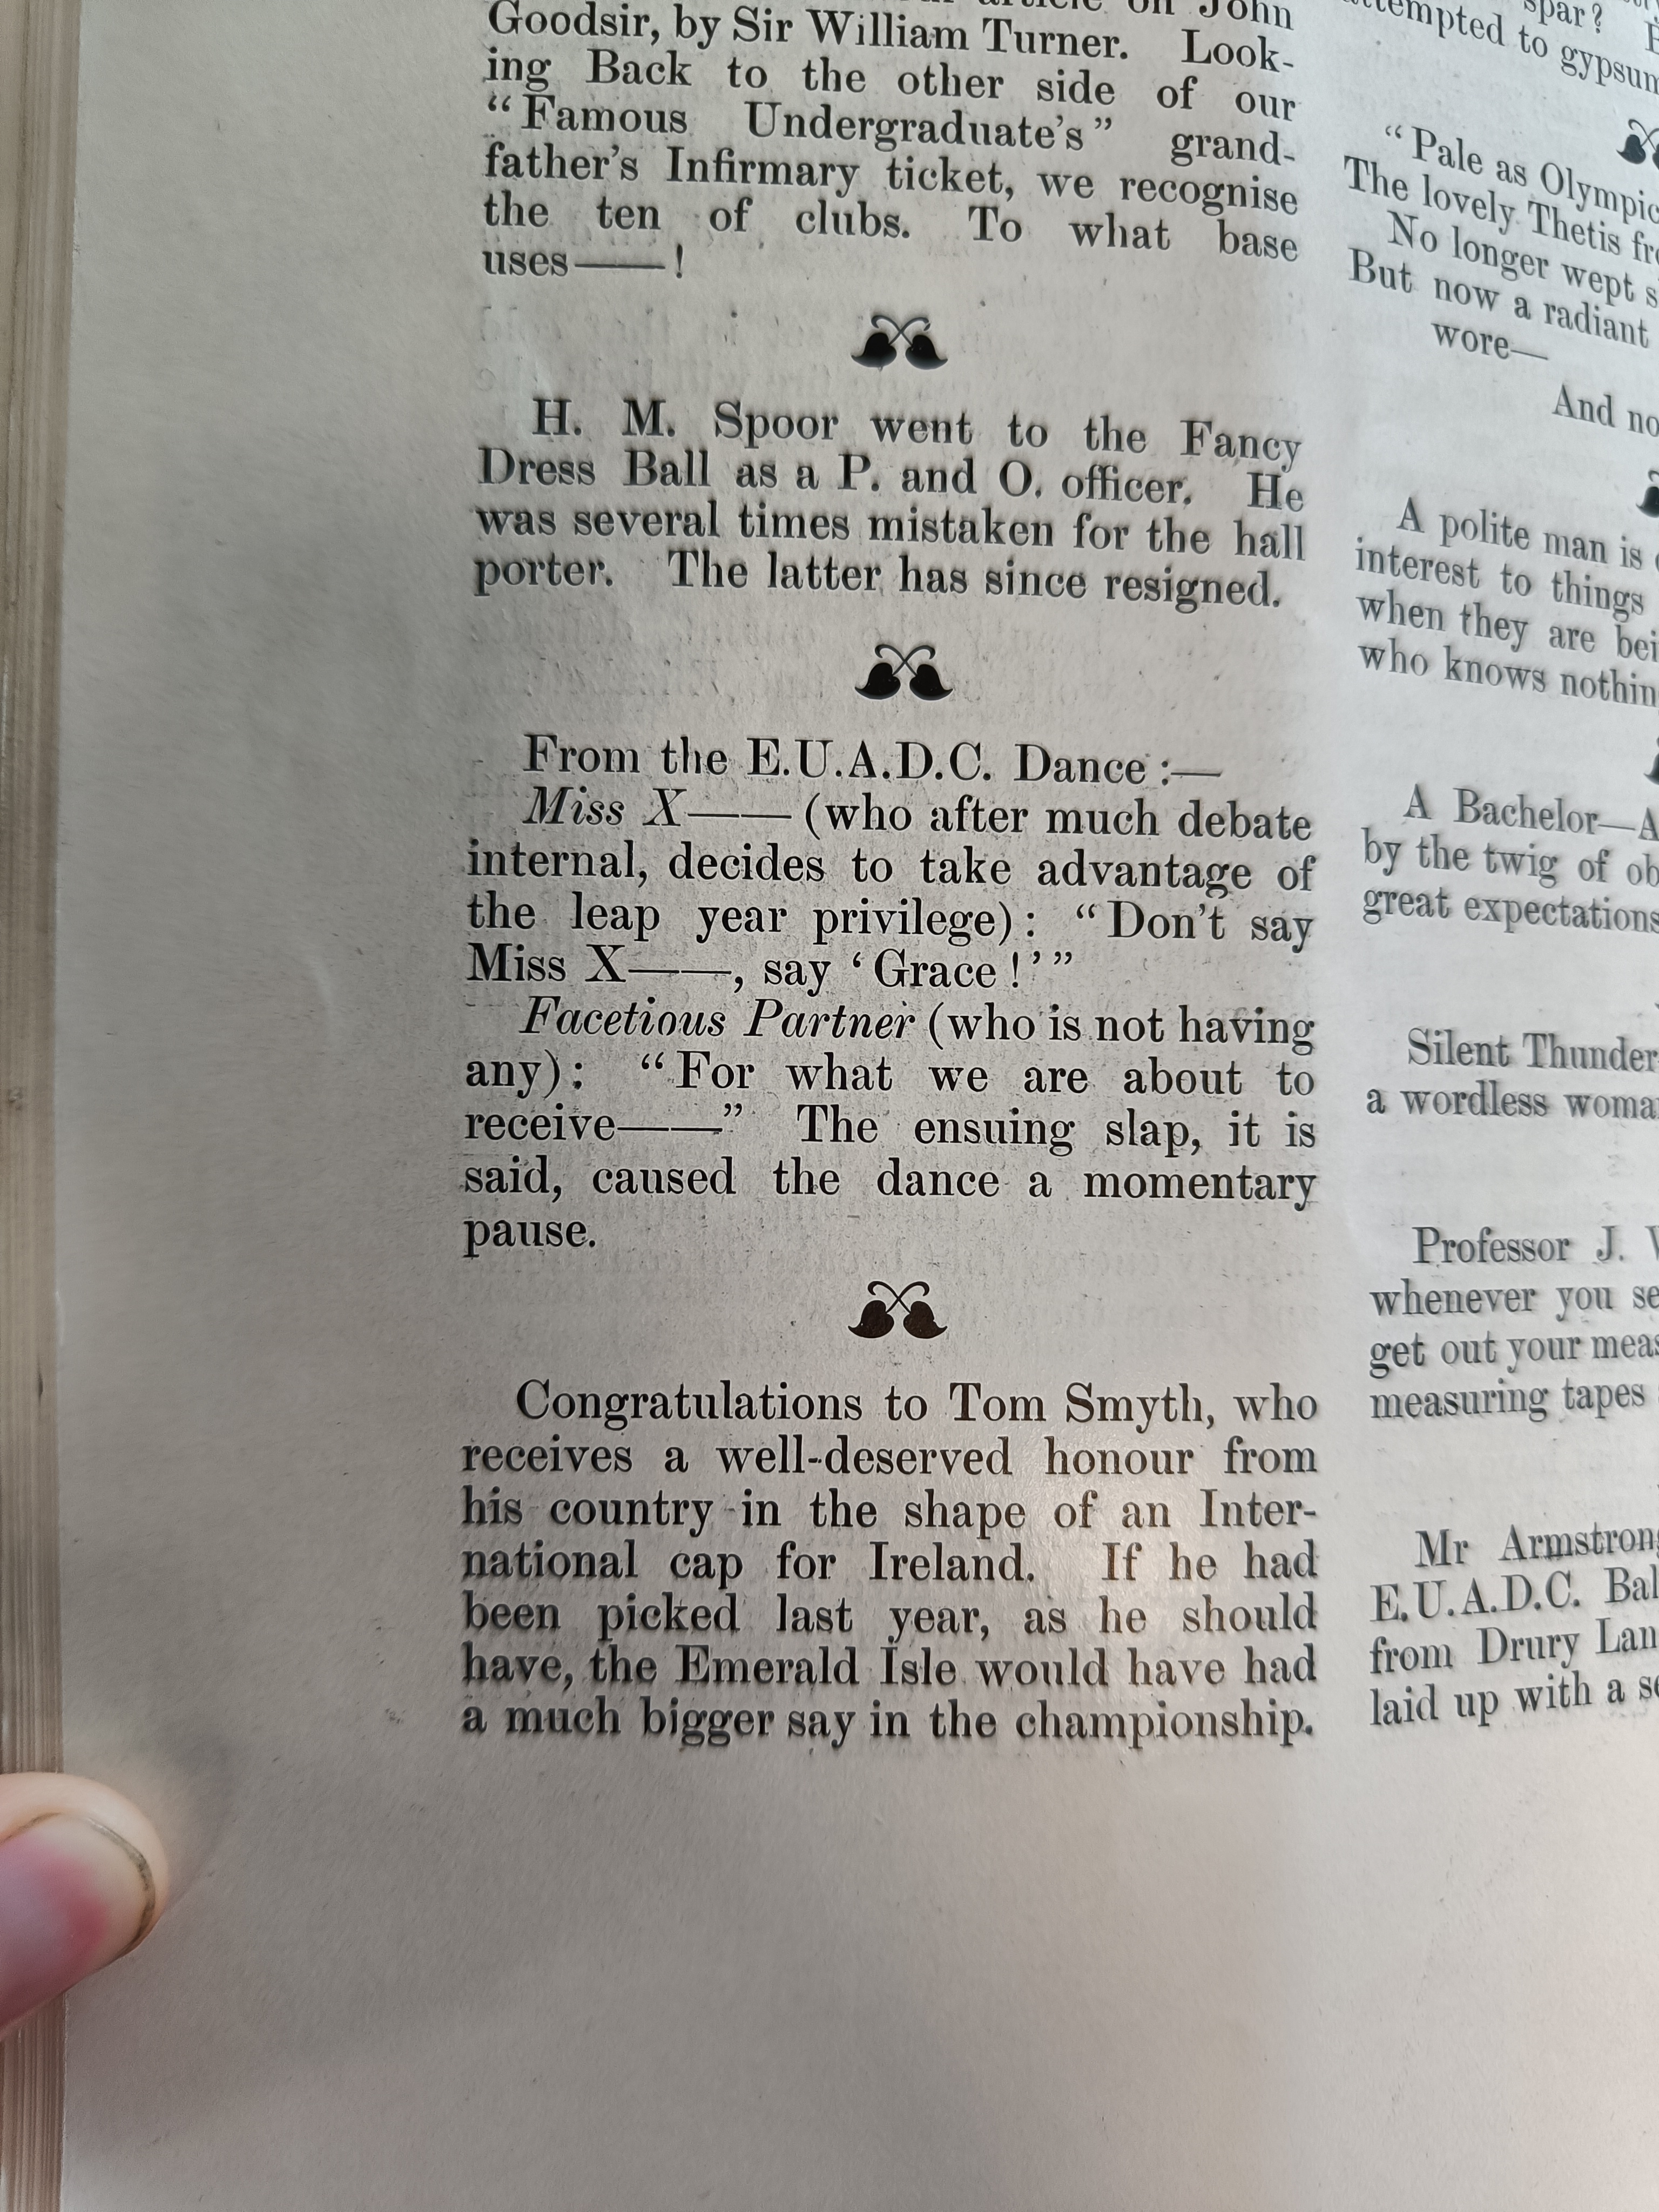 article on John
Goodsir, by Sir William Turner. Look-
ing Back to the other side of our
“Famous Undergraduate's” grand-
father's Infirmary ticket, we recognise
the ten of clubs. To what base
uses——!
H. M. Spoor went to the Fancy
Dress Ball as a P. and O. officer. He
was several times mistaken for the hall
porter. The latter has since resigned.
From the E.U.A.D.C. Dance:—
Miss X—— (who after much debate
internal, decides to take advantage of
the leap year privilege): “Don't say
Miss X——, say ‘Grace!’”
Facetious Partner (who is not having
any): “For what we are about to
receive——” The ensuing slap, it is
said, caused the dance a momentary
pause.
Congratulations to Tom Smyth, who
receives a well-deserved honour from
his country in the shape of an Inter-
national cap for Ireland. If he had
been picked last year, as he should
have, the Emerald Isle would have had
a much bigger say in the championship.
spar?
to gypsum
“Pale as Olympic
The lovely Thetis
No longer wept
But now a radiant
wore—
And
A polite man is
interest to things
when they are
who knows
A Bachelor—A
by the twig of
great expectations
Silent Thunder
a wordless
Professor J.
whenever you
get out your
measuring tapes
Mr Armstrong
E.U.A.D.C.
from Drury
laid up with a